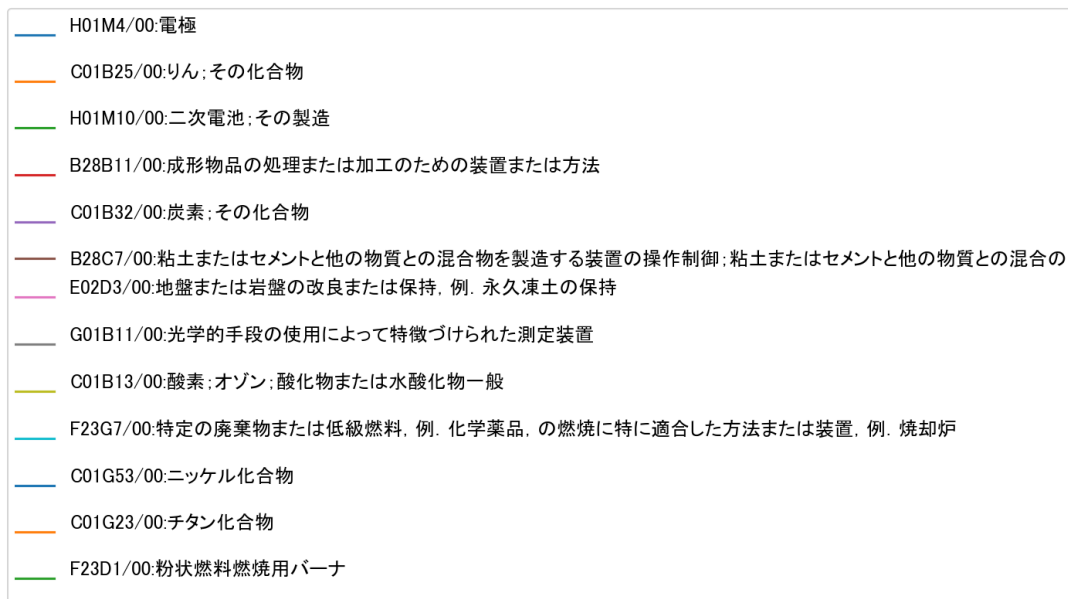 H01M4/00:電極
C01B25/00:りん;その化合物
H01M10/00:二次電池;その製造
B28B11/00:成形物品の処理または加工のための装置または方法
C01B32/00:炭素;その化合物
B28C7/00:粘土またはセメントと他の物質との混合物を製造する装置の操作制御;粘土またはセメントと他の物質との混合の
E02D3/00:地盤または岩盤の改良または保持, 例. 永久凍土の保持
G01B11/00:光学的手段の使用によって特徴づけられた測定装置
C01B13/00:酸素;オゾン;酸化物または水酸化物一般
F23G7/00:特定の廃棄物または低級燃料, 例. 化学薬品, の燃焼に特に適合した方法または装置, 例. 焼却炉
C01G53/00:ニッケル化合物
C01G23/00:チタン化合物
F23D1/00:粉状燃料燃焼用バーナ